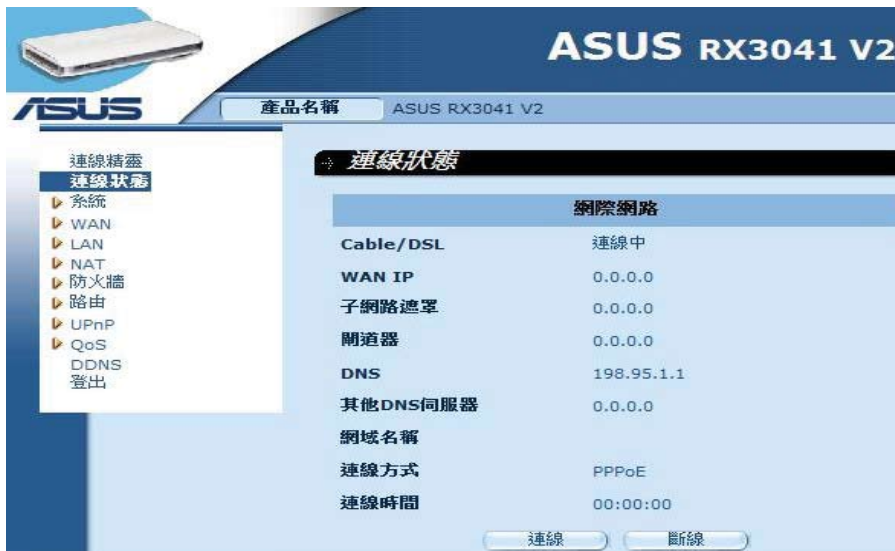 ASUS RX3041 V2
ASUS
產品名稱 ASUS RX3041 V2
連線精靈
連線狀態
系統
WAN
LAN
NAT
防火牆
路由
UPnP
QoS
DDNS
登出
連線狀態
網際網路
Cable/DSL 連線中
WAN IP 0.0.0.0
子網路遮罩 0.0.0.0
閘道器 0.0.0.0
DNS 198.95.1.1
其他DNS伺服器 0.0.0.0
網域名稱
連線方式 PPPoE
連線時間 00:00:00
連線 斷線